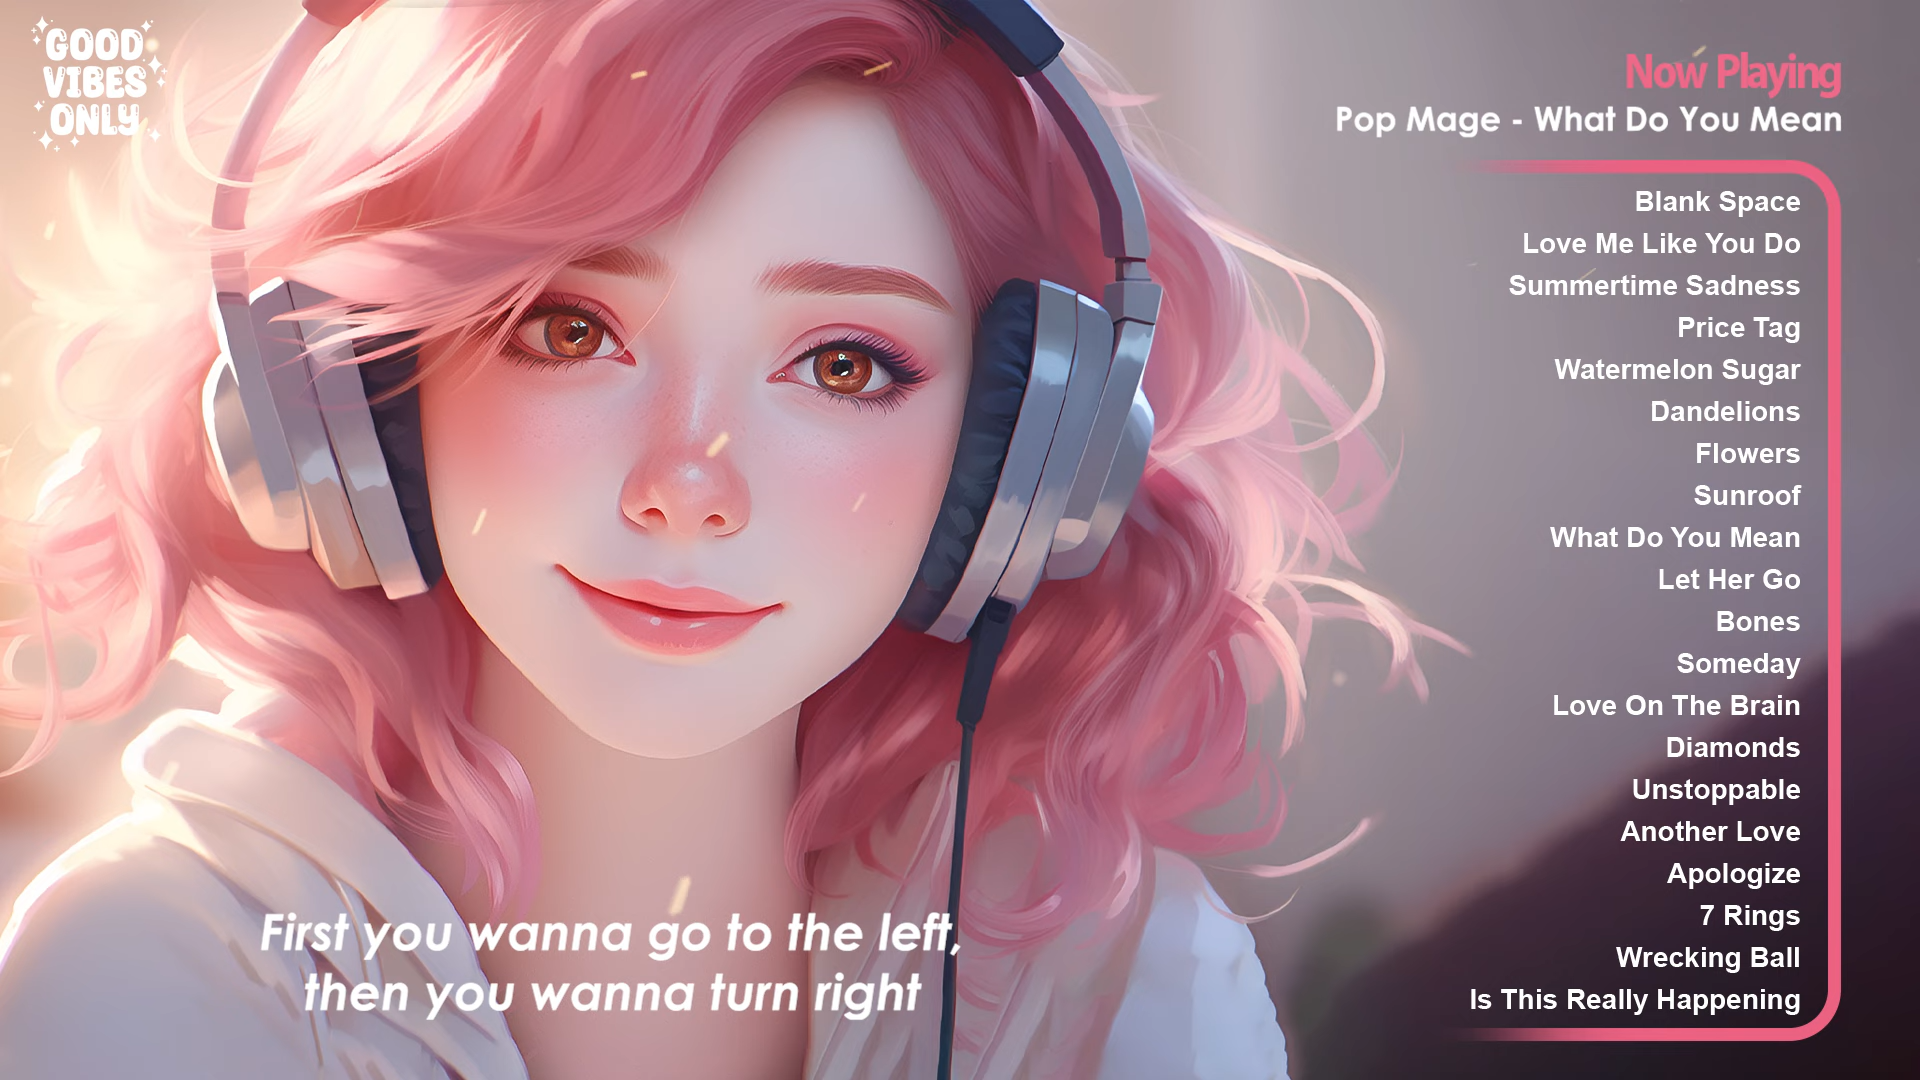 GOOD
VIBES
ONLY
Now Playing
Pop Mage - What Do You Mean
Blank Space
Love Me Like You Do
Summertime Sadness
Price Tag
Watermelon Sugar
Dandelions
Flowers
Sunroof
What Do You Mean
Let Her Go
Bones
Someday
Love On The Brain
Diamonds
Unstoppable
Another Love
Apologize
7 Rings
Wrecking Ball
Is This Really Happening
First you wanna go to the left,
then you wanna turn right